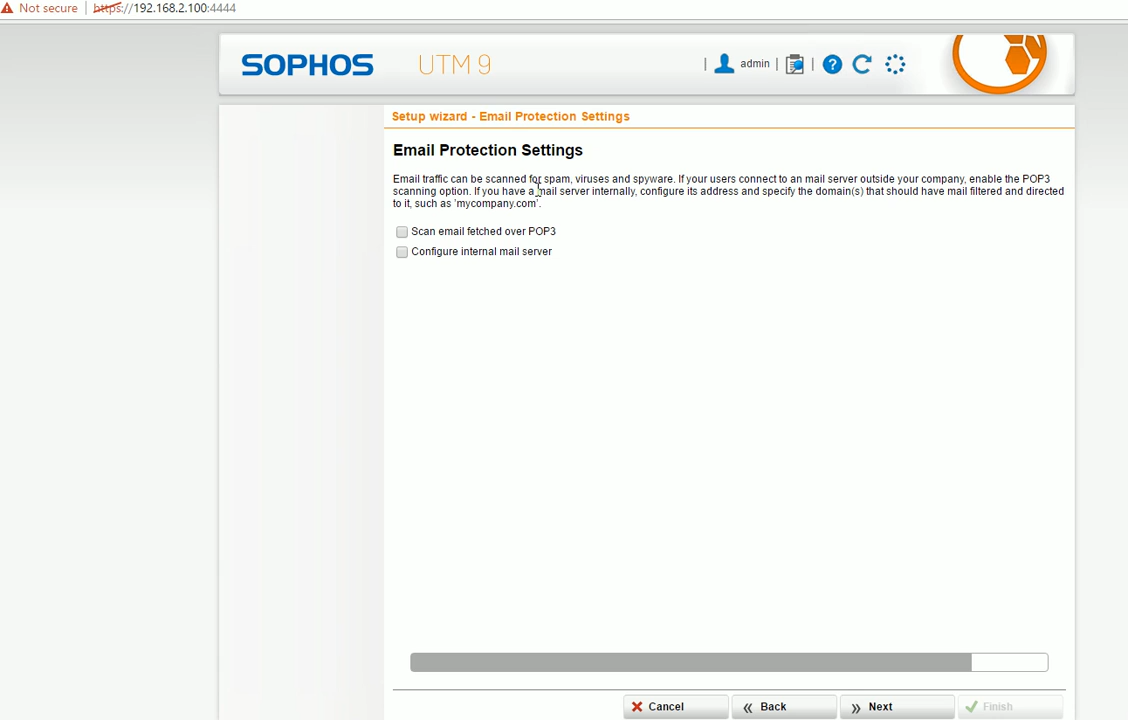 Not secure | https://192.168.2.100:4444
SOPHOS UTM 9 | admin | | ?
Setup wizard - Email Protection Settings
Email Protection Settings
Email traffic can be scanned for spam, viruses and spyware. If your users connect to an mail server outside your company, enable the POP3
scanning option. If you have a mail server internally, configure its address and specify the domain(s) that should have mail filtered and directed
to it, such as 'mycompany.com'.
Scan email fetched over POP3
Configure internal mail server
Cancel Back Next Finish